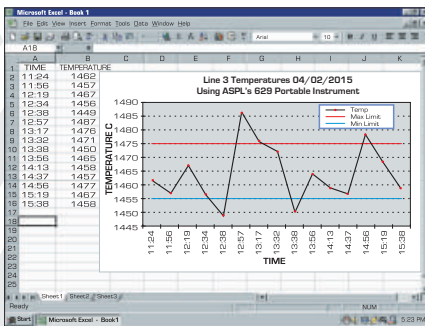 Microsoft Excel - Book 1
File Edit View Insert Format Tools Data Window Help
Arial 10 B I U
A18
A B C D E F G H I J K
1 TIME TEMPERATURE
2 11:24 1462
3 11:56 1457
4 12:19 1467
5 12:34 1456
6 12:38 1449
7 12:57 1487
8 13:17 1476
9 13:32 1471
10 13:38 1450
11 13:56 1465
12 14:13 1458
13 14:37 1457
14 14:56 1477
15 15:19 1467
16 15:38 1458
17
18
19
20
21
22
23
24
25
Line 3 Temperatures 04/02/2015
Using ASPL's 629 Portable Instrument
Temp
Max Limit
Min Limit
TEMPERATURE C
1490
1485
1480
1475
1470
1465
1460
1455
1450
1445
11:24 11:56 12:19 12:34 12:38 12:57 13:17 13:32 13:38 13:56 14:13 14:37 14:56 15:19 15:38
TIME
Sheet1 Sheet2 Sheet3
Ready NUM
Start Microsoft Excel - Book1 5:23 PM